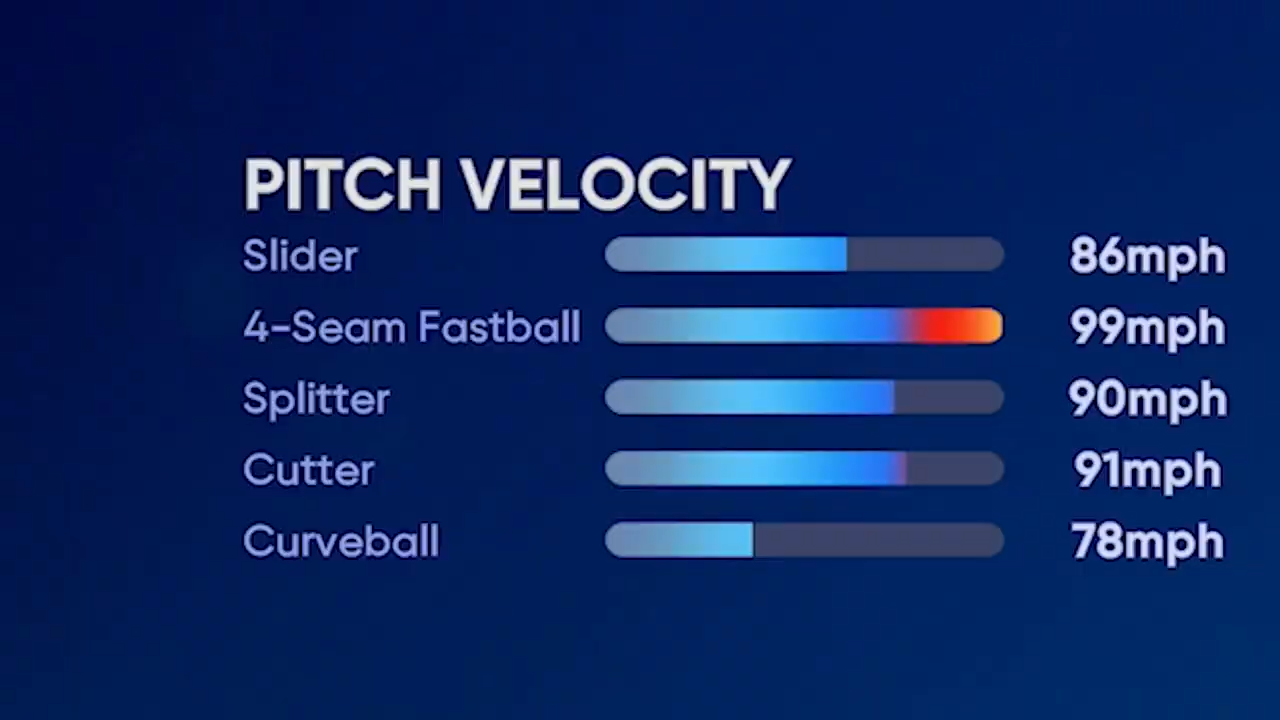 PITCH VELOCITY
Slider 86mph
4-Seam Fastball 99mph
Splitter 90mph
Cutter 91mph
Curveball 78mph